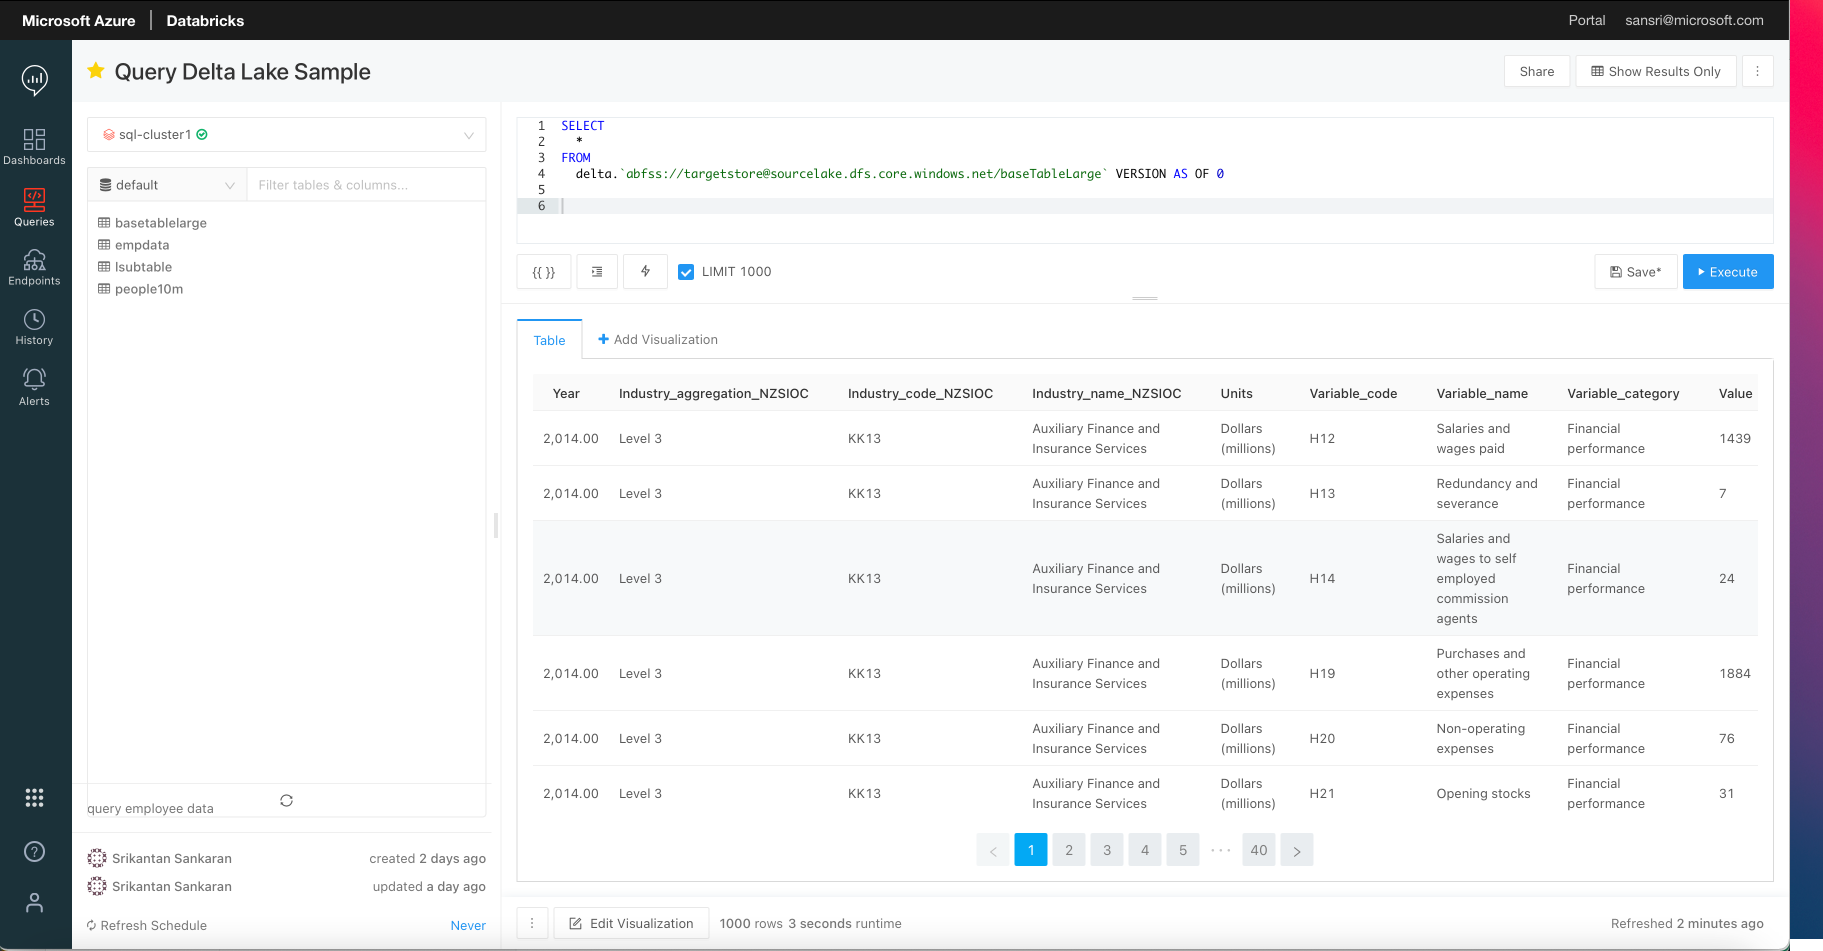 Microsoft Azure | Databricks
Portal sansri@microsoft.com
Query Delta Lake Sample
Share Show Results Only
Dashboards
Queries
Endpoints
History
Alerts
sql-cluster1
default Filter tables & columns...
basetablelarge
empdata
lsubtable
people10m
query employee data
Srikantan Sankaran created 2 days ago
Srikantan Sankaran updated a day ago
Refresh Schedule Never
1 SELECT
2 *
3 FROM
4 delta.`abfss://targetstore@sourcelake.dfs.core.windows.net/baseTableLarge` VERSION AS OF 0
5
6
{{ }} LIMIT 1000 Save* Execute
Table + Add Visualization
Year Industry_aggregation_NZSIOC Industry_code_NZSIOC Industry_name_NZSIOC Units Variable_code Variable_name Variable_category Value
2,014.00 Level 3 KK13 Auxiliary Finance and Insurance Services Dollars (millions) H12 Salaries and wages paid Financial performance 1439
2,014.00 Level 3 KK13 Auxiliary Finance and Insurance Services Dollars (millions) H13 Redundancy and severance Financial performance 7
2,014.00 Level 3 KK13 Auxiliary Finance and Insurance Services Dollars (millions) H14 Salaries and wages to self employed commission agents Financial performance 24
2,014.00 Level 3 KK13 Auxiliary Finance and Insurance Services Dollars (millions) H19 Purchases and other operating expenses Financial performance 1884
2,014.00 Level 3 KK13 Auxiliary Finance and Insurance Services Dollars (millions) H20 Non-operating expenses Financial performance 76
2,014.00 Level 3 KK13 Auxiliary Finance and Insurance Services Dollars (millions) H21 Opening stocks Financial performance 31
< 1 2 3 4 5 ··· 40 >
Edit Visualization 1000 rows 3 seconds runtime Refreshed 2 minutes ago